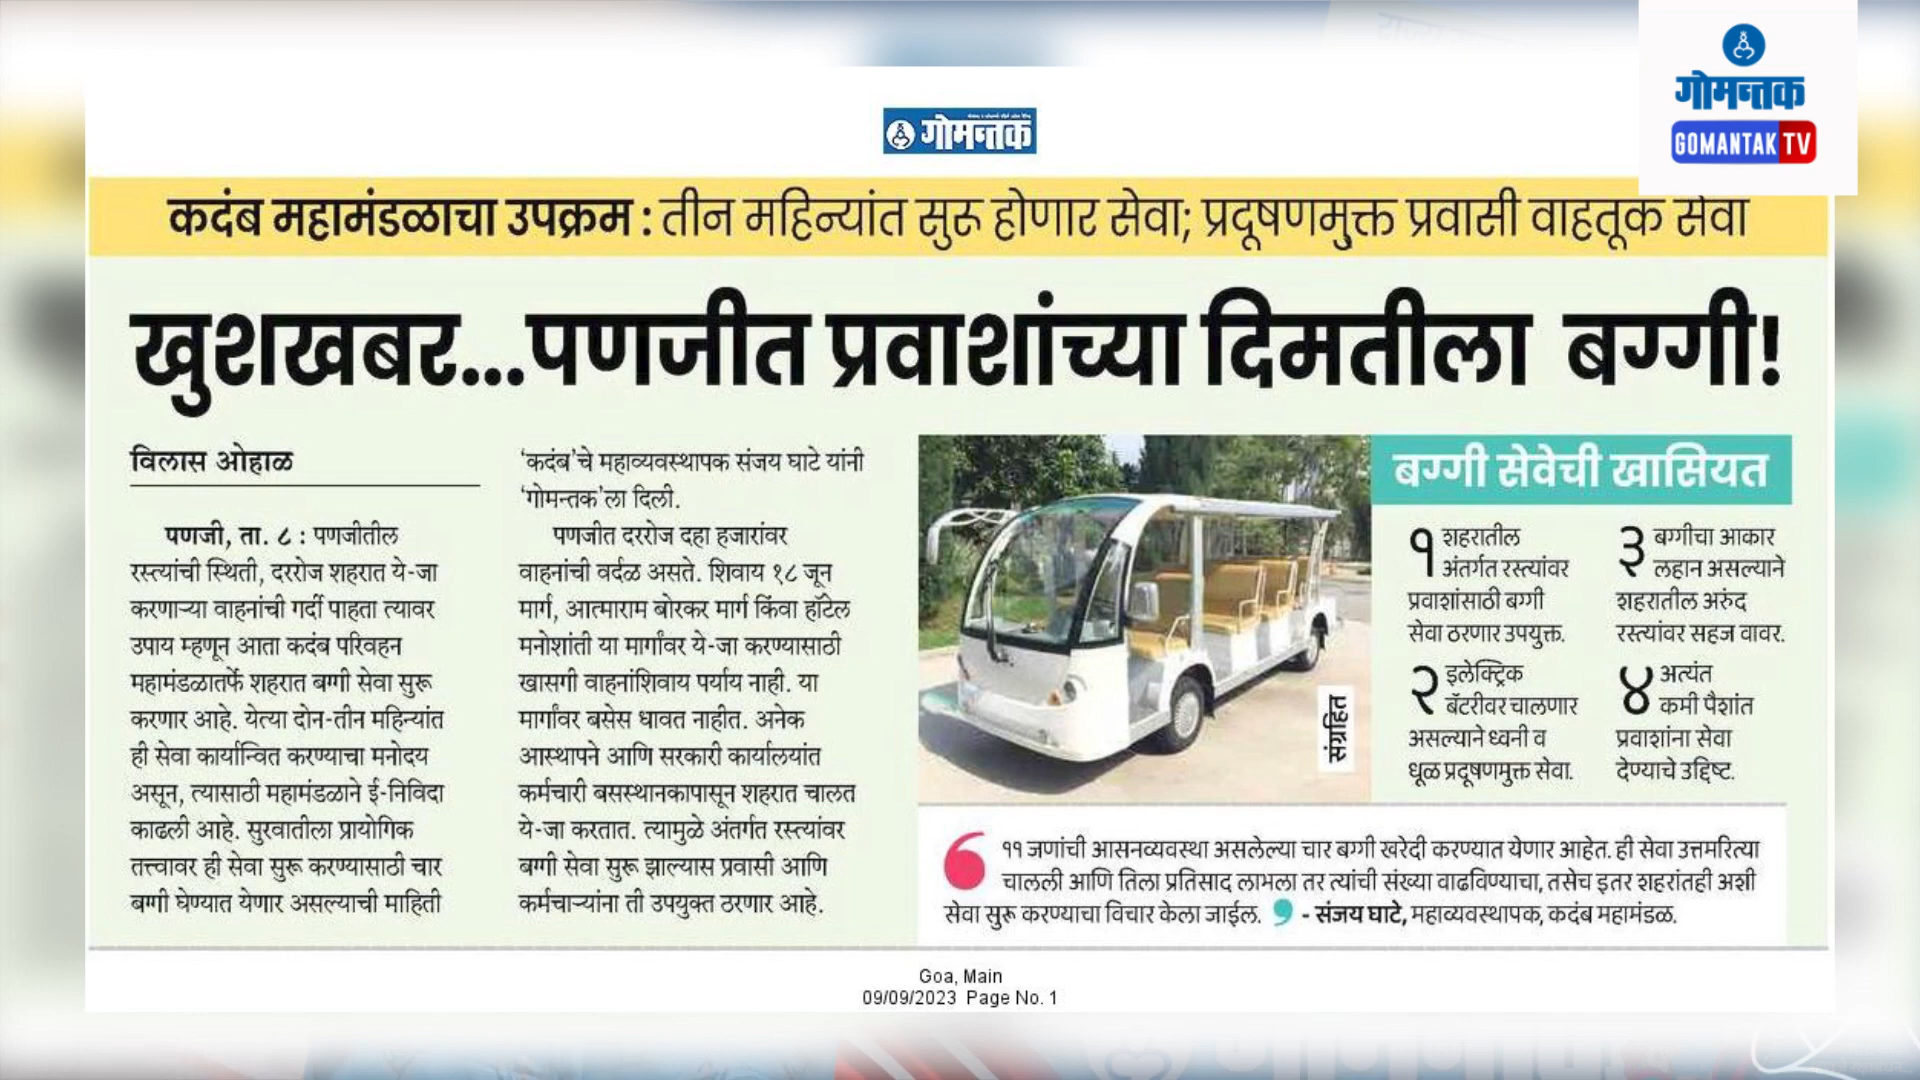 गोमन्तक
GOMANTAK TV
गोमन्तक
कदंब महामंडळाचा उपक्रम : तीन महिन्यांत सुरू होणार सेवा; प्रदूषणमुक्त प्रवासी वाहतूक सेवा
खुशखबर...पणजीत प्रवाशांच्या दिमतीला बग्गी!
विलास ओहाळ
पणजी, ता. ८ : पणजीतील
रस्त्यांची स्थिती, दररोज शहरात ये-जा
करणाऱ्या वाहनांची गर्दी पाहता त्यावर
उपाय म्हणून आता कदंब परिवहन
महामंडळातर्फे शहरात बग्गी सेवा सुरू
करणार आहे. येत्या दोन-तीन महिन्यांत
ही सेवा कार्यान्वित करण्याचा मनोदय
असून, त्यासाठी महामंडळाने ई-निविदा
काढली आहे. सुरवातीला प्रायोगिक
तत्त्वावर ही सेवा सुरू करण्यासाठी चार
बग्गी घेण्यात येणार असल्याची माहिती
‘कदंब’चे महाव्यवस्थापक संजय घाटे यांनी
‘गोमन्तक’ला दिली.
पणजीत दररोज दहा हजारांवर
वाहनांची वर्दळ असते. शिवाय १८ जून
मार्ग, आत्माराम बोरकर मार्ग किंवा हॉटेल
मनोशांती या मार्गांवर ये-जा करण्यासाठी
खासगी वाहनांशिवाय पर्याय नाही. या
मार्गांवर बसेस धावत नाहीत. अनेक
आस्थापने आणि सरकारी कार्यालयांत
कर्मचारी बसस्थानकापासून शहरात चालत
ये-जा करतात. त्यामुळे अंतर्गत रस्त्यांवर
बग्गी सेवा सुरू झाल्यास प्रवासी आणि
कर्मचाऱ्यांना ती उपयुक्त ठरणार आहे.
संग्रहित
बग्गी सेवेची खासियत
१ शहरातील
अंतर्गत रस्त्यांवर
प्रवाशांसाठी बग्गी
सेवा ठरणार उपयुक्त.
२ इलेक्ट्रिक
बॅटरीवर चालणार
असल्याने ध्वनी व
धूळ प्रदूषणमुक्त सेवा.
३ बग्गीचा आकार
लहान असल्याने
शहरातील अरुंद
रस्त्यांवर सहज वावर.
४ अत्यंत
कमी पैशांत
प्रवाशांना सेवा
देण्याचे उद्दिष्ट.
११ जणांची आसनव्यवस्था असलेल्या चार बग्गी खरेदी करण्यात येणार आहेत. ही सेवा उत्तमरित्या
चालली आणि तिला प्रतिसाद लाभला तर त्यांची संख्या वाढविण्याचा, तसेच इतर शहरांतही अशी
सेवा सुरू करण्याचा विचार केला जाईल. - संजय घाटे, महाव्यवस्थापक, कदंब महामंडळ.
Goa, Main
09/09/2023 Page No. 1